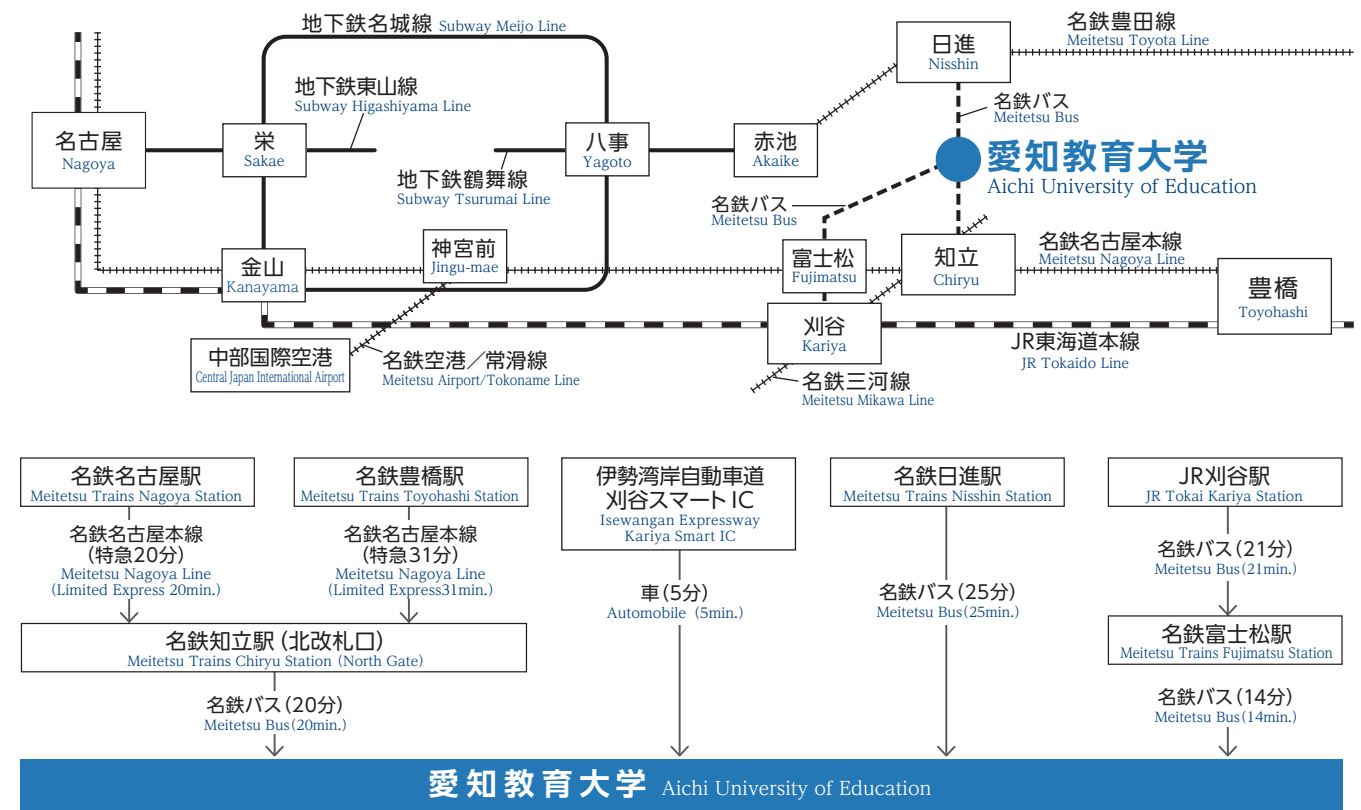 地下鉄名城線 Subway Meijo Line
名鉄豊田線
Meitetsu Toyota Line
日進
Nisshin
地下鉄東山線
Subway Higashiyama Line
名鉄バス
Meitetsu Bus
名古屋
Nagoya
栄
Sakae
八事
Yagoto
赤池
Akaike
愛知教育大学
Aichi University of Education
地下鉄鶴舞線
Subway Tsurumai Line
名鉄バス
Meitetsu Bus
神宮前
Jingu-mae
金山
Kanayama
富士松
Fujimatsu
知立
Chiryu
名鉄名古屋本線
Meitetsu Nagoya Line
豊橋
Toyohashi
刈谷
Kariya
中部国際空港
Central Japan International Airport
名鉄空港／常滑線
Meitetsu Airport/Tokoname Line
JR東海道本線
JR Tokaido Line
名鉄三河線
Meitetsu Mikawa Line
名鉄名古屋駅
Meitetsu Trains Nagoya Station
名鉄名古屋本線
(特急20分)
Meitetsu Nagoya Line
(Limited Express 20min.)
名鉄豊橋駅
Meitetsu Trains Toyohashi Station
名鉄名古屋本線
(特急31分)
Meitetsu Nagoya Line
(Limited Express31min.)
名鉄知立駅（北改札口）
Meitetsu Trains Chiryu Station (North Gate)
名鉄バス(20分)
Meitetsu Bus(20min.)
伊勢湾岸自動車道
刈谷スマートIC
Isewangan Expressway
Kariya Smart IC
車(5分)
Automobile (5min.)
名鉄日進駅
Meitetsu Trains Nisshin Station
名鉄バス(25分)
Meitetsu Bus(25min.)
JR刈谷駅
JR Tokai Kariya Station
名鉄バス(21分)
Meitetsu Bus(21min.)
名鉄富士松駅
Meitetsu Trains Fujimatsu Station
名鉄バス(14分)
Meitetsu Bus(14min.)
愛知教育大学 Aichi University of Education